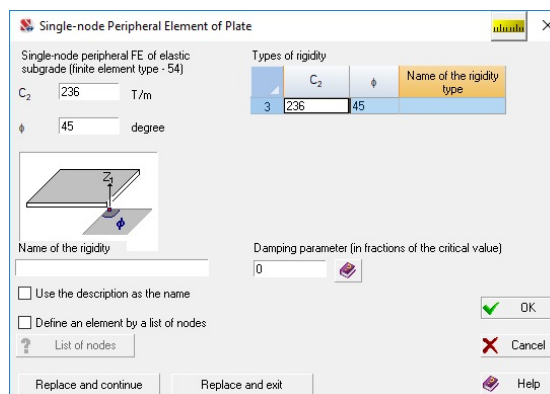 Single-node Peripheral Element of Plate
Single-node peripheral FE of elastic
subgrade (finite element type - 54)
C₂ 236 T/m
ϕ 45 degree
Z₁
ϕ
Name of the rigidity
Use the description as the name
Define an element by a list of nodes
? List of nodes
Replace and continue
Replace and exit
Types of rigidity
C₂ ϕ Name of the rigidity
type
3 236 45
Damping parameter (in fractions of the critical value)
0
OK
Cancel
Help